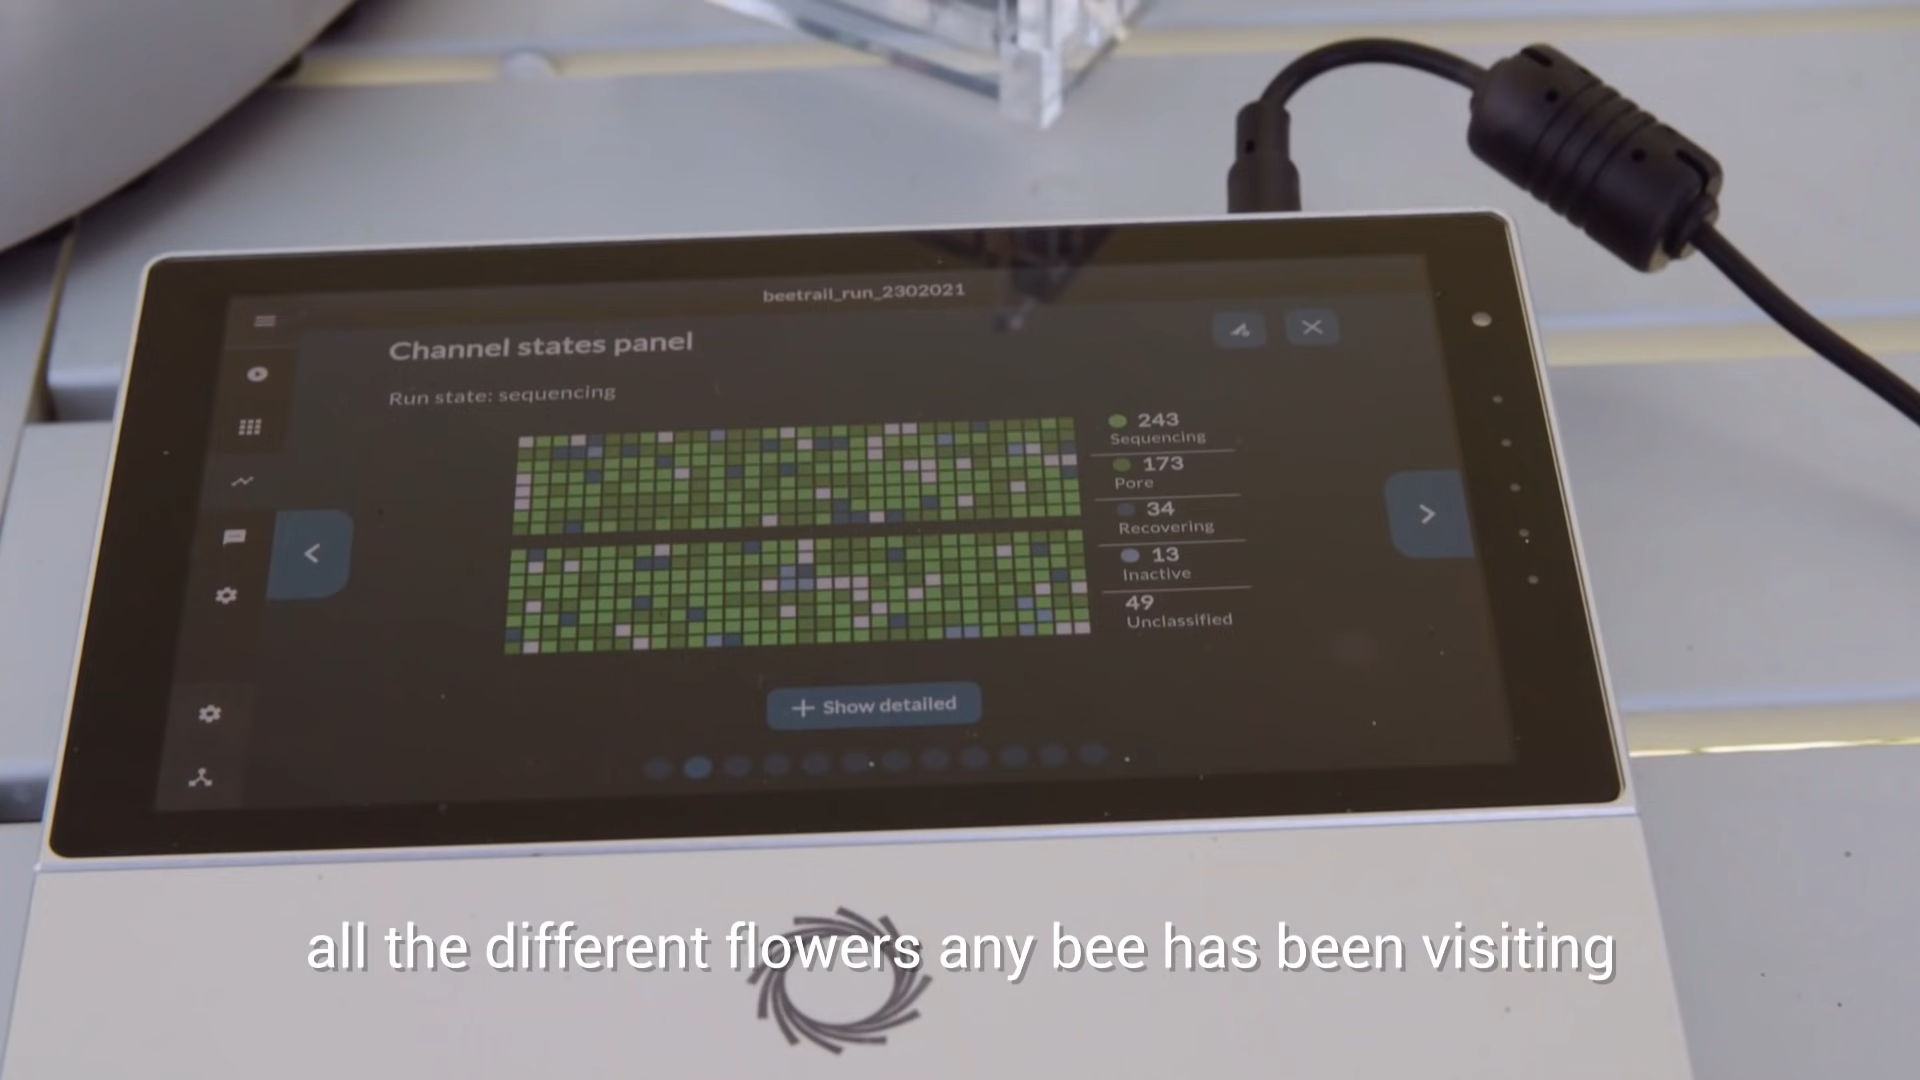 beetrail_run_2302021
Channel states panel
Run state: sequencing
243
Sequencing
173
Pore
34
Recovering
13
Inactive
49
Unclassified
Show detailed
all the different flowers any bee has been visiting